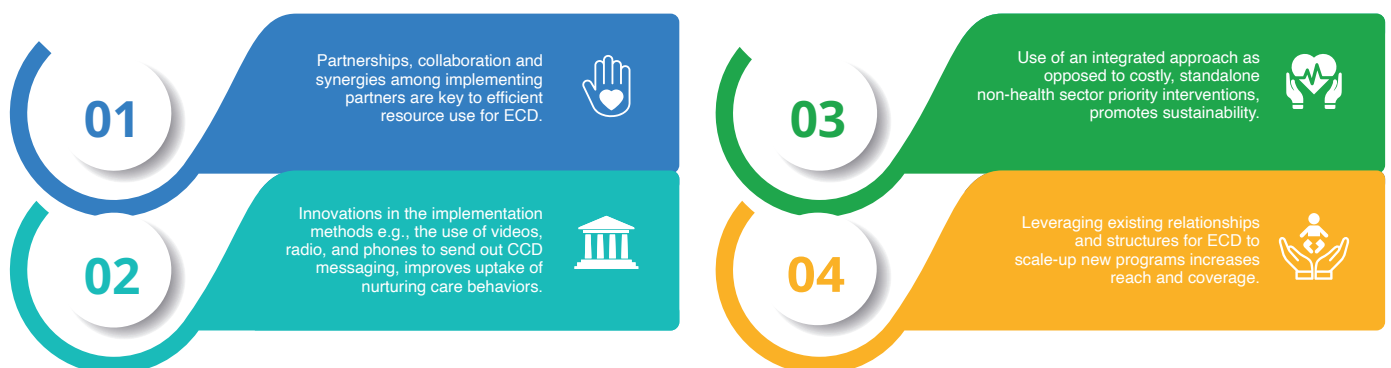 01
Partnerships, collaboration and
synergies among implementing
partners are key to efficient
resource use for ECD.
02
Innovations in the implementation
methods e.g., the use of videos,
radio, and phones to send out CCD
messaging, improves uptake of
nurturing care behaviors.
03
Use of an integrated approach as
opposed to costly, standalone
non-health sector priority interventions,
promotes sustainability.
04
Leveraging existing relationships
and structures for ECD to
scale-up new programs increases
reach and coverage.